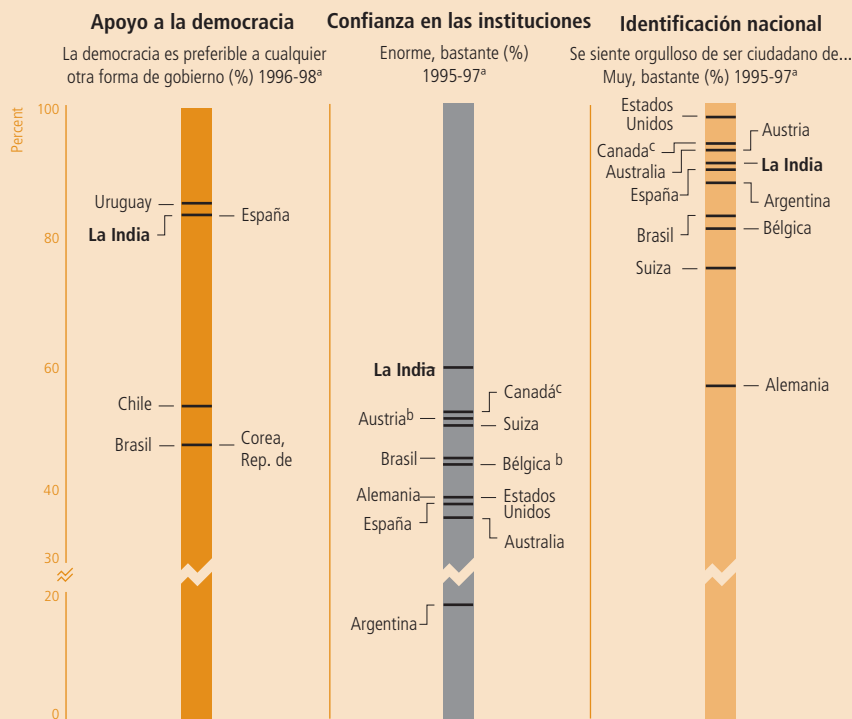 Apoyo a la democracia
La democracia es preferible a cualquier
otra forma de gobierno (%) 1996-98ª
Percent
100
80
60
40
30
20
0
Uruguay
La India
España
Chile
Brasil
Corea,
Rep. de
Confianza en las instituciones
Enorme, bastante (%)
1995-97ª
La India
Canadáᶜ
Austriaᵇ
Suiza
Brasil
Bélgica ᵇ
Alemania
Estados
Unidos
España
Australia
Argentina
Identificación nacional
Se siente orgulloso de ser ciudadano de...
Muy, bastante (%) 1995-97ª
Estados
Unidos
Austria
Canadaᶜ
La India
Australia
España
Argentina
Brasil
Bélgica
Suiza
Alemania